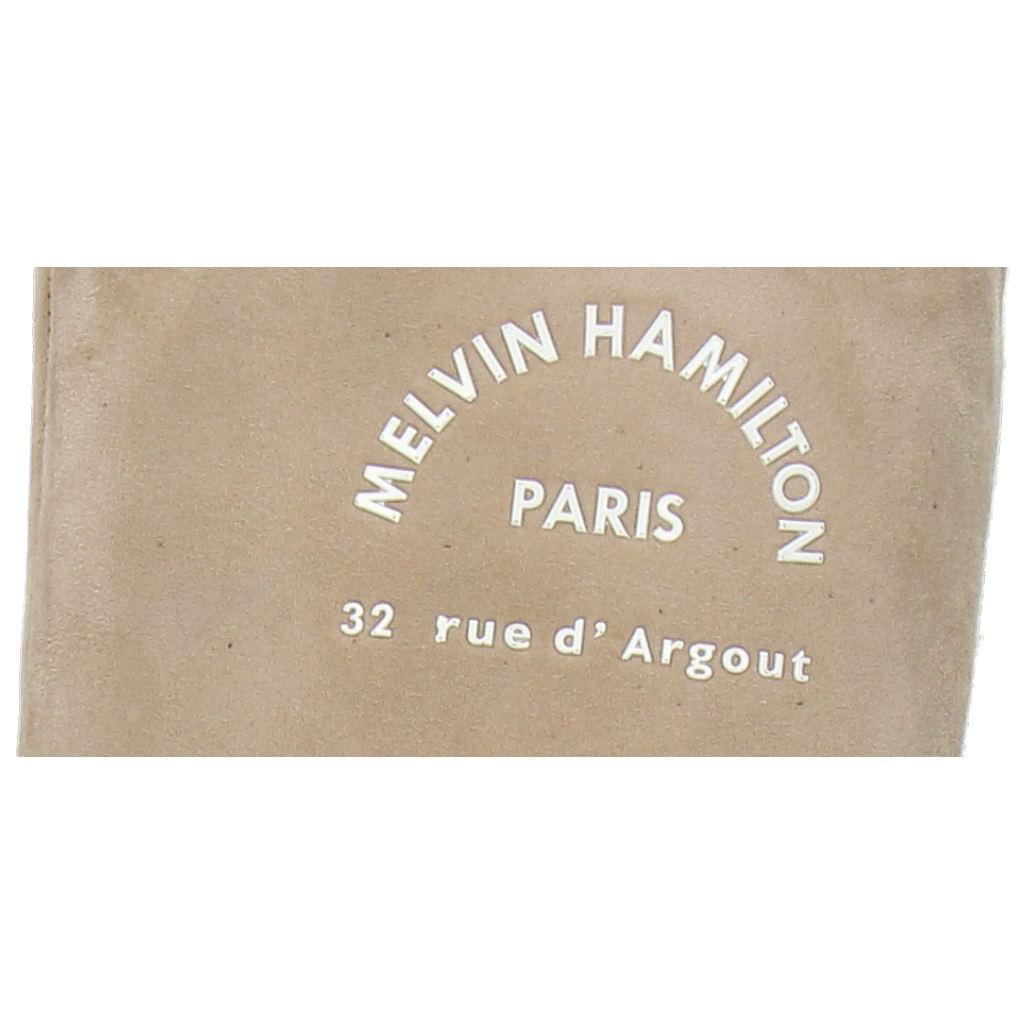 MELVIN HAMILTON
PARIS
32 rue d'Argout